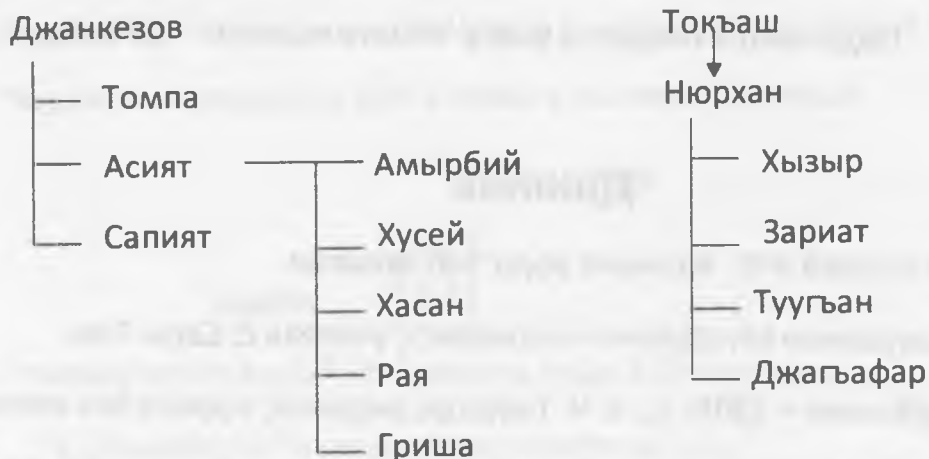 Джанкезов
Томпа
Асият
Сапият
Амырбий
Хусей
Хасан
Рая
Гриша
Токъаш
Нюрхан
Хызыр
Зариат
Туугъан
Джагъафар